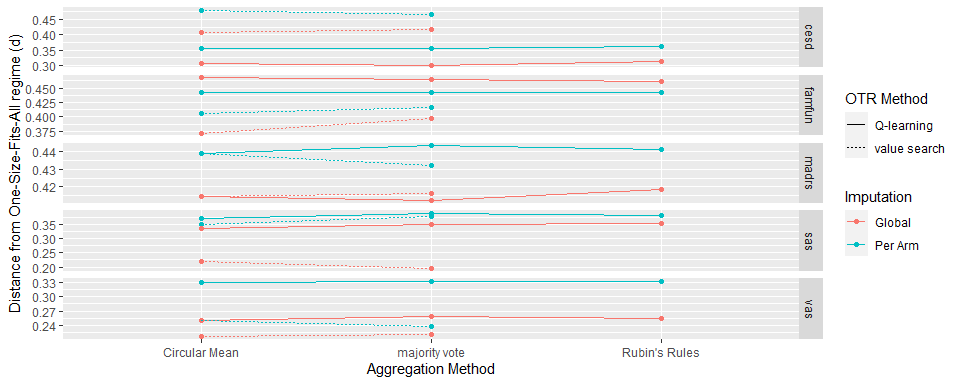 Distance from One-Size-Fits-All regime (d)
0.45
0.40
0.35
0.30
cesd
0.450
0.425
0.400
0.375
famfun
0.44
0.43
0.42
madrs
0.35
0.30
0.25
0.20
sas
0.33
0.30
0.27
0.24
vas
Circular Mean majority vote Rubin's Rules
Aggregation Method
OTR Method
Q-learning
value search
Imputation
Global
Per Arm